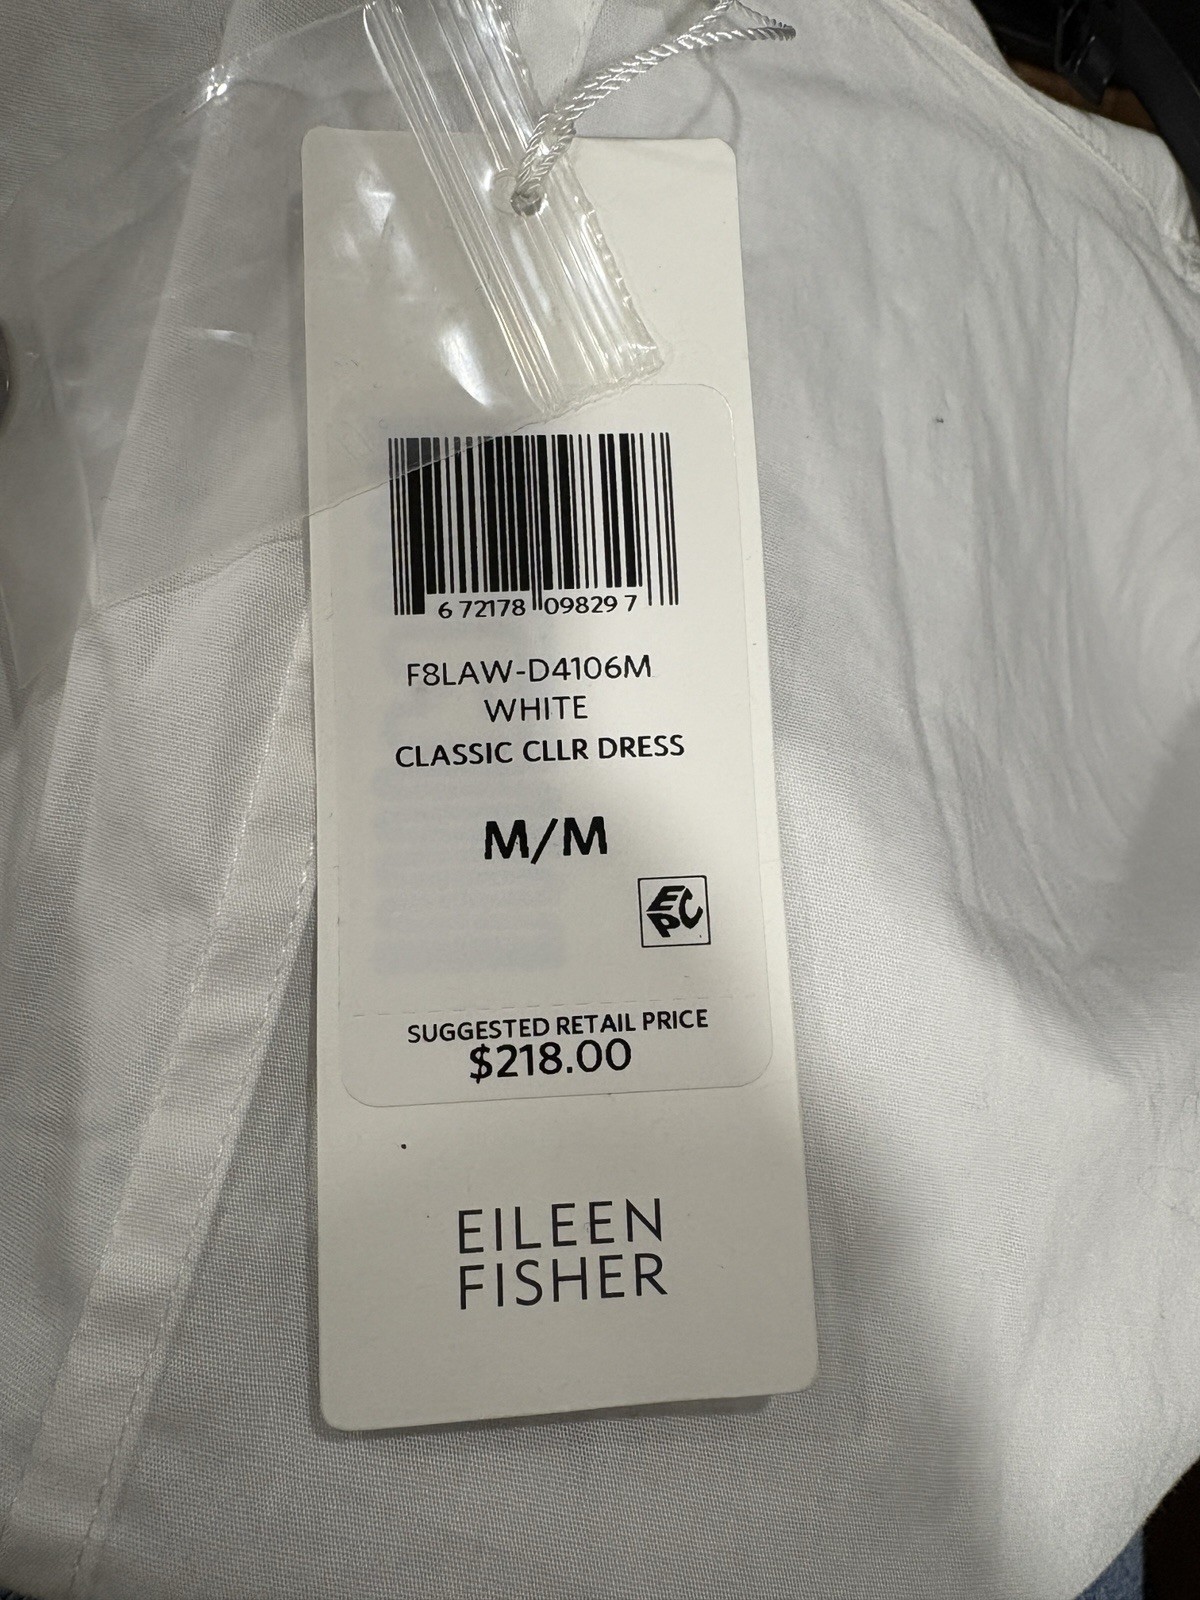 6 72178 09829 7
F8LAW-D4106M
WHITE
CLASSIC CLLR DRESS
M/M
EPC
SUGGESTED RETAIL PRICE
$218.00
EILEEN
FISHER